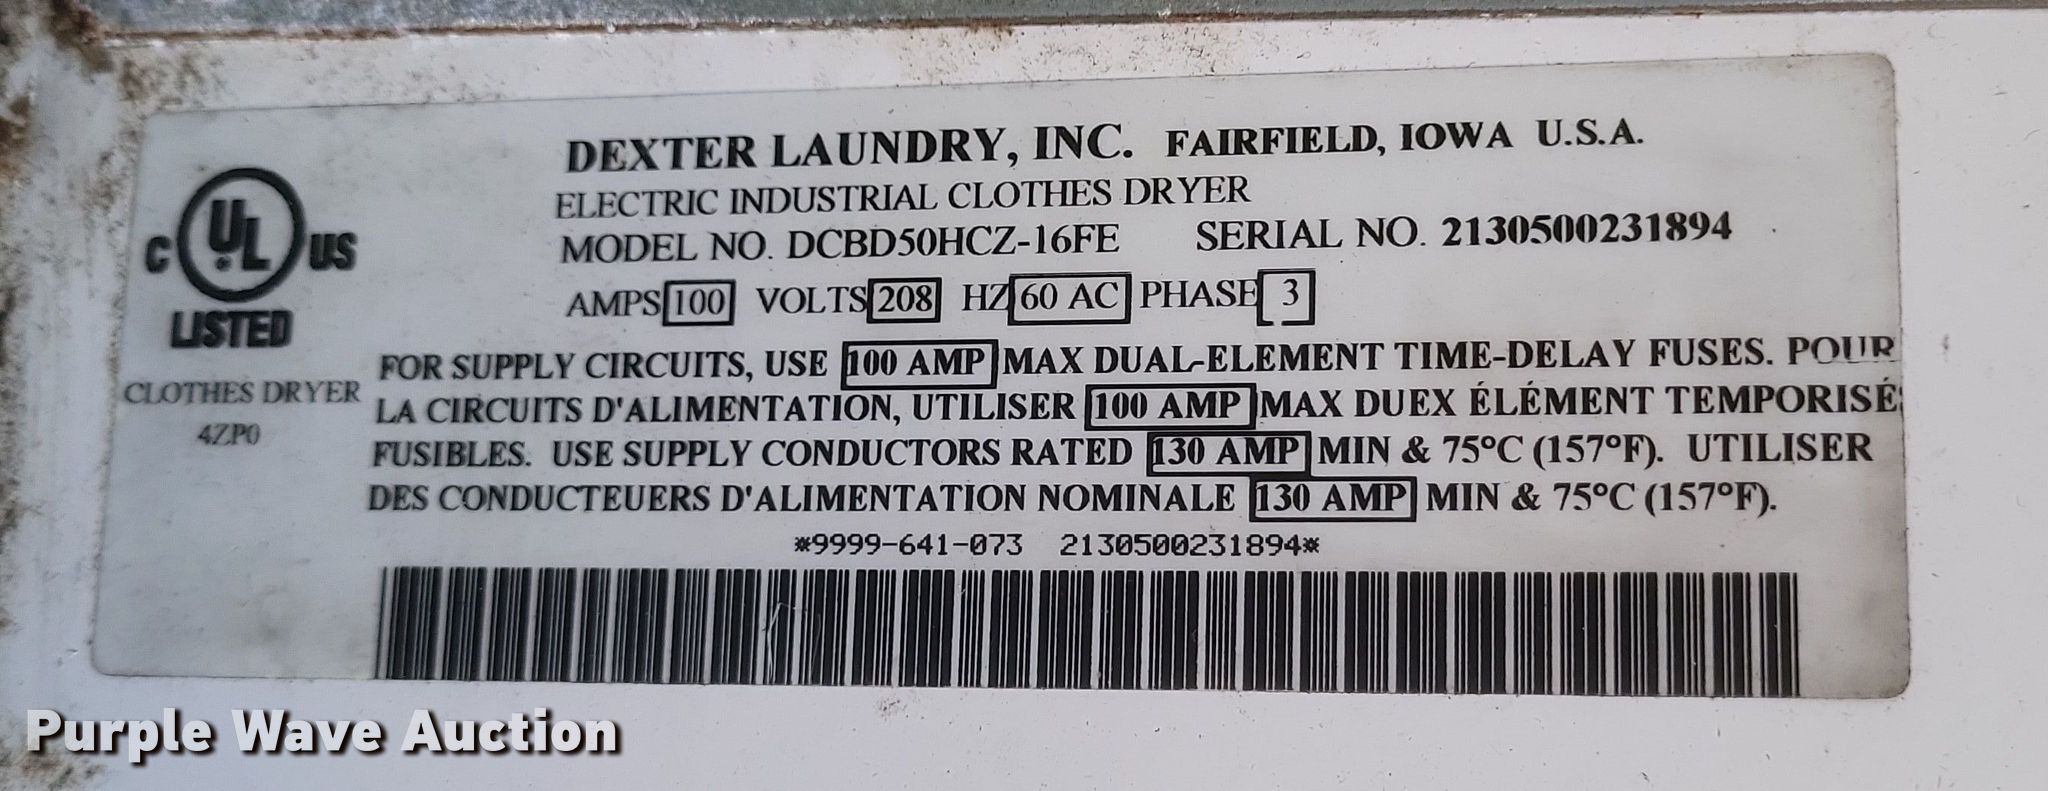 DEXTER LAUNDRY, INC. FAIRFIELD, IOWA U.S.A.
ELECTRIC INDUSTRIAL CLOTHES DRYER
MODEL NO. DCBD50HCZ-16FE SERIAL NO. 2130500231894
AMPS 100 VOLTS 208 HZ 60 AC PHASE 3
C UL US
LISTED
CLOTHES DRYER
4ZP0
FOR SUPPLY CIRCUITS, USE 100 AMP MAX DUAL-ELEMENT TIME-DELAY FUSES. POUR
LA CIRCUITS D'ALIMENTATION, UTILISER 100 AMP MAX DUEX ÉLÉMENT TEMPORISÉ
FUSIBLES. USE SUPPLY CONDUCTORS RATED 130 AMP MIN & 75°C (157°F). UTILISER
DES CONDUCTEUERS D'ALIMENTATION NOMINALE 130 AMP MIN & 75°C (157°F).
*9999-641-073 2130500231894*
Purple Wave Auction